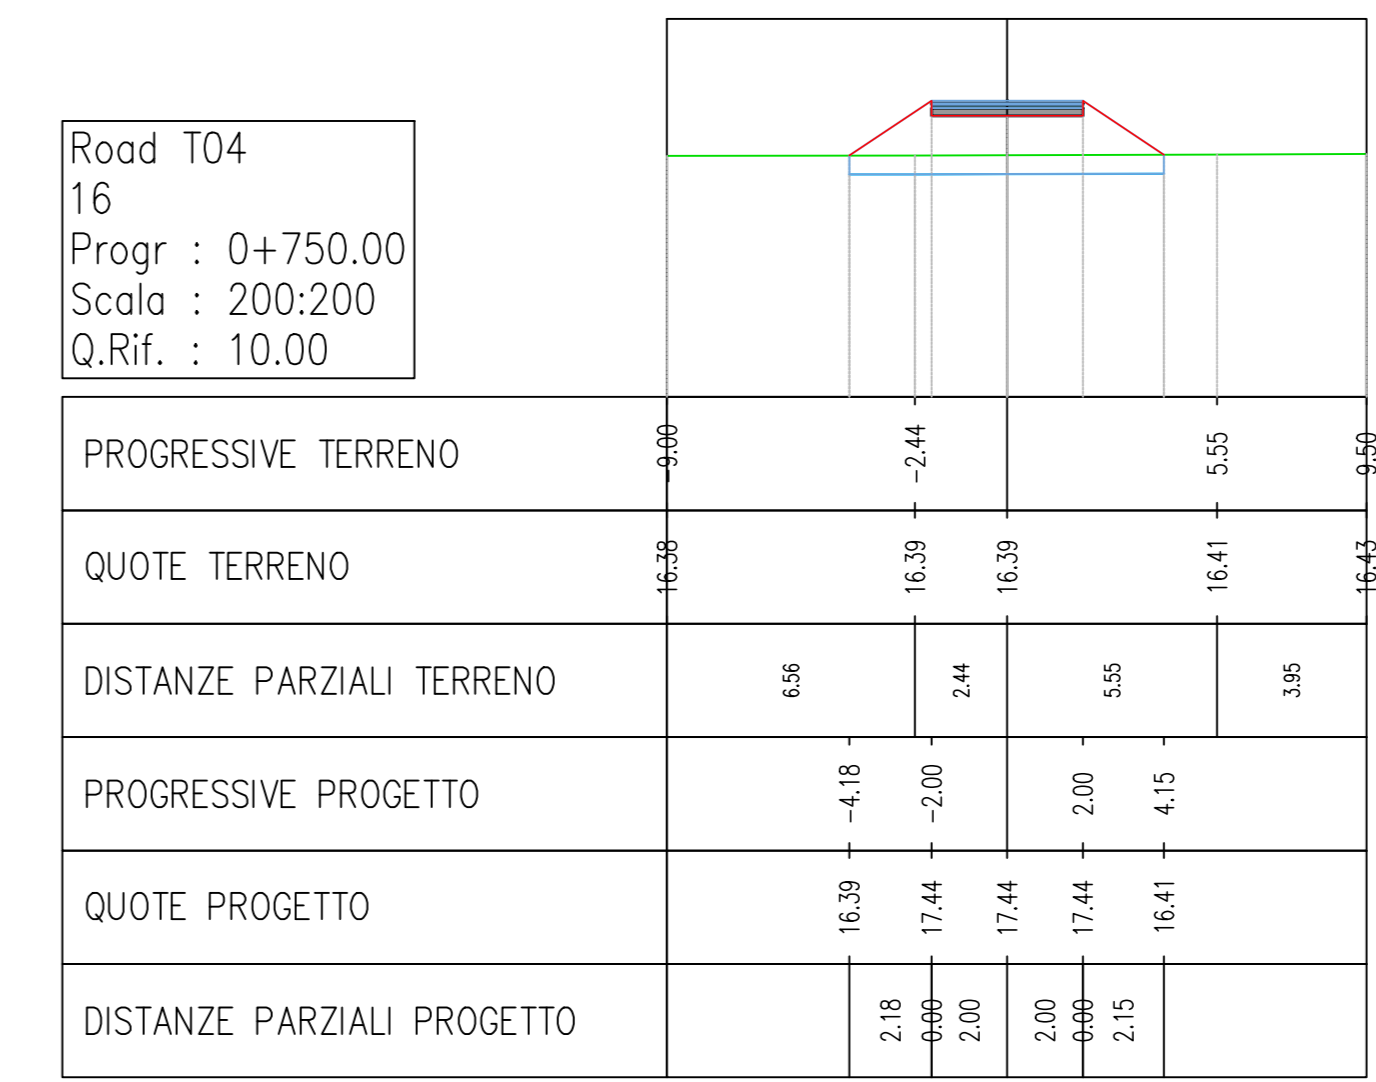 Road T04
16
Progr : 0+750.00
Scala : 200:200
Q.Rif. : 10.00
PROGRESSIVE TERRENO -9.00 -2.44 5.55 9.50
QUOTE TERRENO 16.38 16.39 16.39 16.41 16.43
DISTANZE PARZIALI TERRENO 6.56 2.44 5.55 3.95
PROGRESSIVE PROGETTO -4.18 -2.00 2.00 4.15
QUOTE PROGETTO 16.39 17.44 17.44 17.44 16.41
DISTANZE PARZIALI PROGETTO 2.18 0.00 2.00 2.00 0.00 2.15